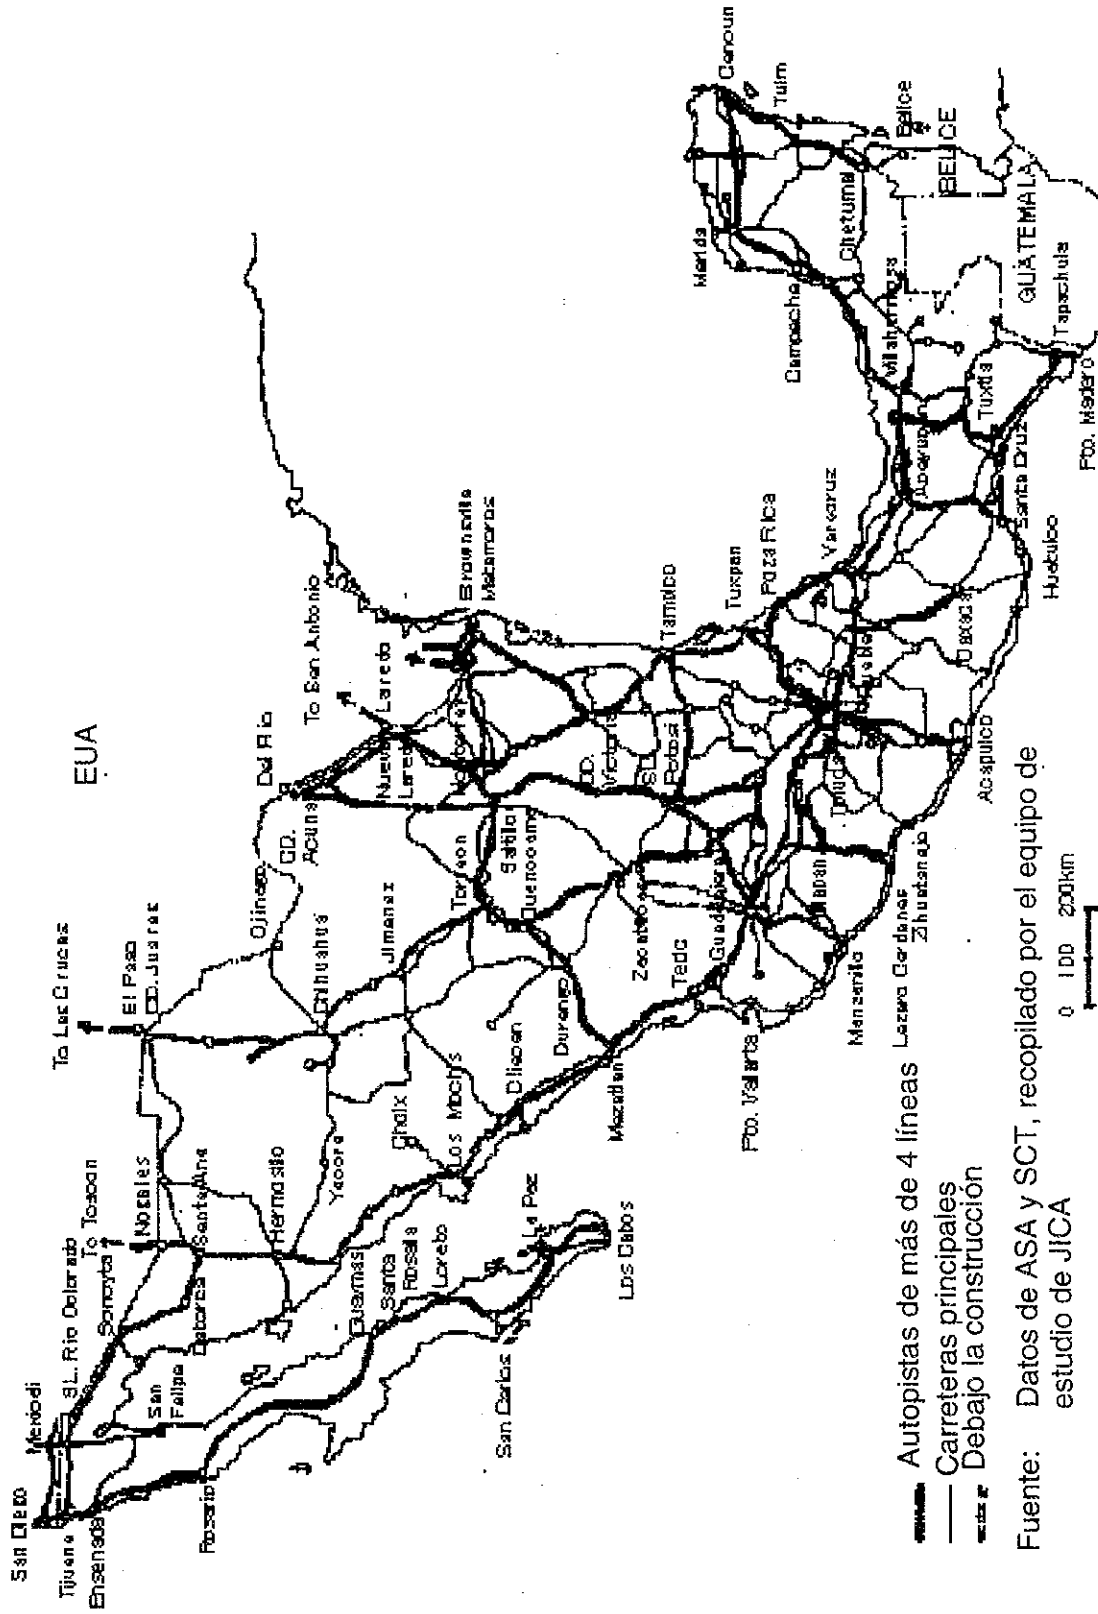 EUA
San Diego
Tijuana
Ensenada
Mexicali
S.L. Rio Colorado
Sonoyta
To Tucson
Nogales
Santa Ana
San
Felipe
Rosario
Hermosillo
Yecora
Guaymas
Santa
Rosalia
Loreto
San Carlos
La Paz
Los Cabos
To Las Cruces
El Paso
CD. Juarez
Ojinaga
Chihuahua
Jimenez
Los Mochis
Durango
Mazatlan
Del Rio
CD.
Acuna
To San Antonio
Nuevo
Laredo
Laredo
Brownsville
Matamoros
Monterrey
Torreon
Saltillo
CD.
Victoria
S.L.
Potosi
Tampico
Tuxpan
Poza Rica
Veracruz
Guadalajara
Pto. Vallarta
Manzanillo
Lazaro Cardenas
Zihuatanejo
Toluca
Puebla
Acapulco
Oaxaca
Huatulco
Santa Cruz
Tuxtla
Tapachula
Pto. Madero
Villahermosa
Campeche
Merida
Cancun
Chetumal
Belice
BELICE
GUATEMALA
Autopistas de más de 4 líneas
Carreteras principales
Debajo la construcción
0 100 200km
Fuente: Datos de ASA y SCT, recopilado por el equipo de
estudio de JICA